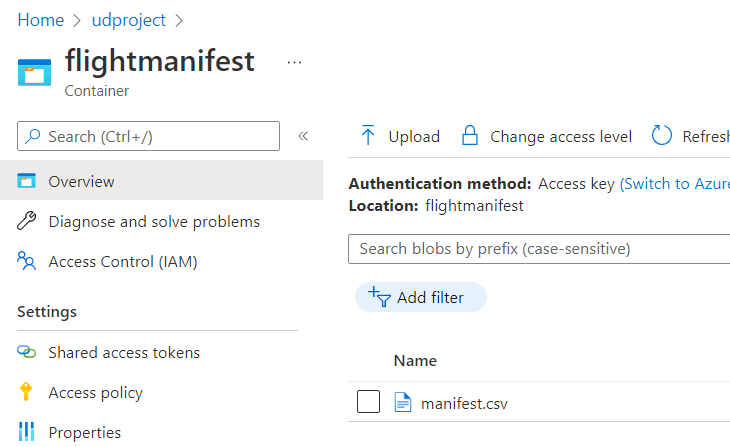 Home > udproject >
flightmanifest ...
Container
Search (Ctrl+/) «
Overview
Diagnose and solve problems
Access Control (IAM)
Settings
Shared access tokens
Access policy
Properties
Upload Change access level Refresh
Authentication method: Access key (Switch to Azure
Location: flightmanifest
Search blobs by prefix (case-sensitive)
Add filter
Name
manifest.csv